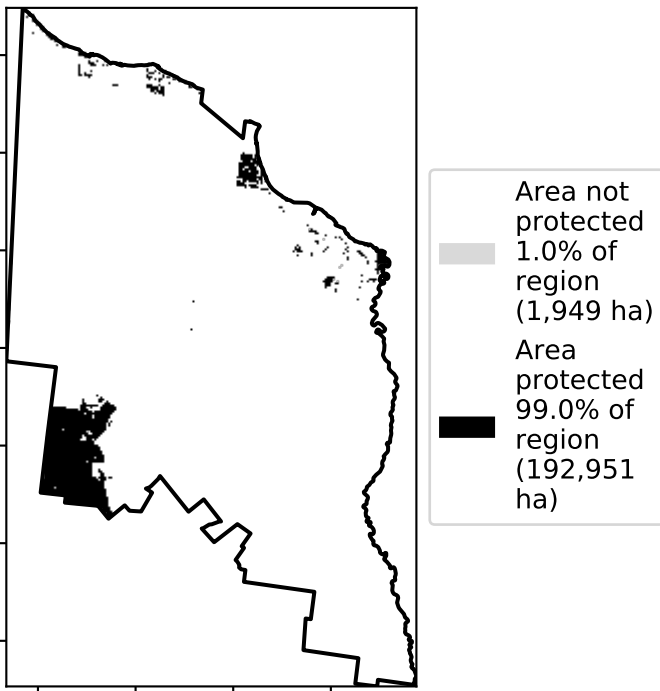 Area not
protected
1.0% of
region
(1,949 ha)
Area
protected
99.0% of
region
(192,951
ha)